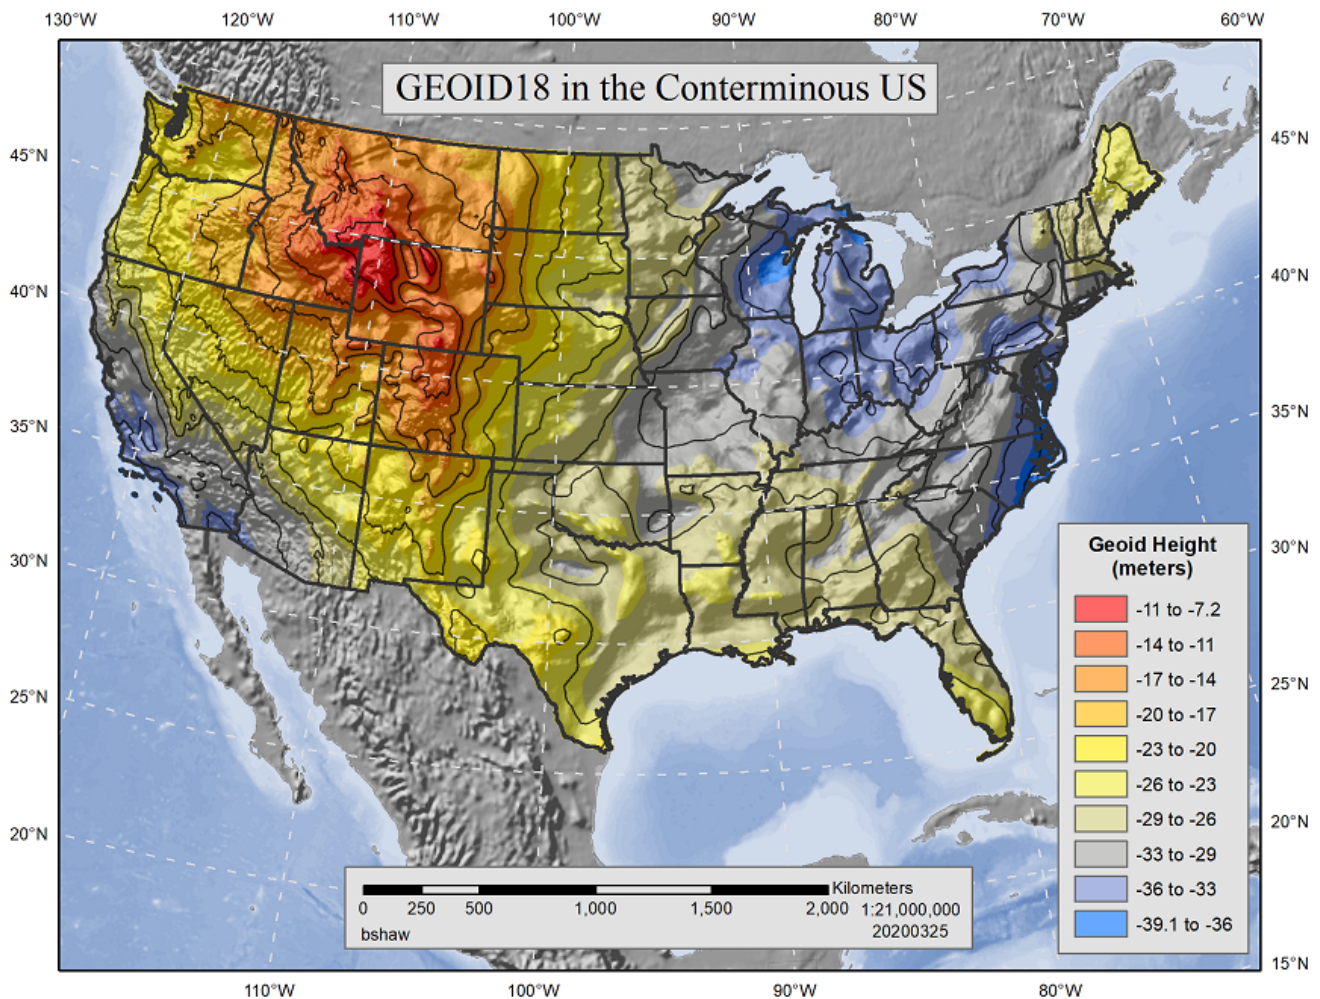 130°W 120°W 110°W 100°W 90°W 80°W 70°W 60°W
GEOID18 in the Conterminous US
45°N 45°N
40°N 40°N
35°N 35°N
30°N 30°N
25°N 25°N
20°N 20°N
15°N
Geoid Height
(meters)
-11 to -7.2
-14 to -11
-17 to -14
-20 to -17
-23 to -20
-26 to -23
-29 to -26
-33 to -29
-36 to -33
-39.1 to -36
Kilometers
0 250 500 1,000 1,500 2,000 1:21,000,000
bshaw 20200325
110°W 100°W 90°W 80°W